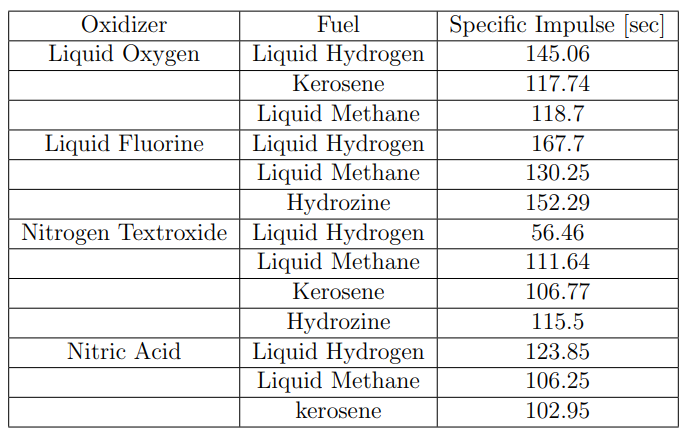 Oxidizer Fuel Specific Impulse [sec]
Liquid Oxygen Liquid Hydrogen 145.06
Kerosene 117.74
Liquid Methane 118.7
Liquid Fluorine Liquid Hydrogen 167.7
Liquid Methane 130.25
Hydrozine 152.29
Nitrogen Textroxide Liquid Hydrogen 56.46
Liquid Methane 111.64
Kerosene 106.77
Hydrozine 115.5
Nitric Acid Liquid Hydrogen 123.85
Liquid Methane 106.25
kerosene 102.95